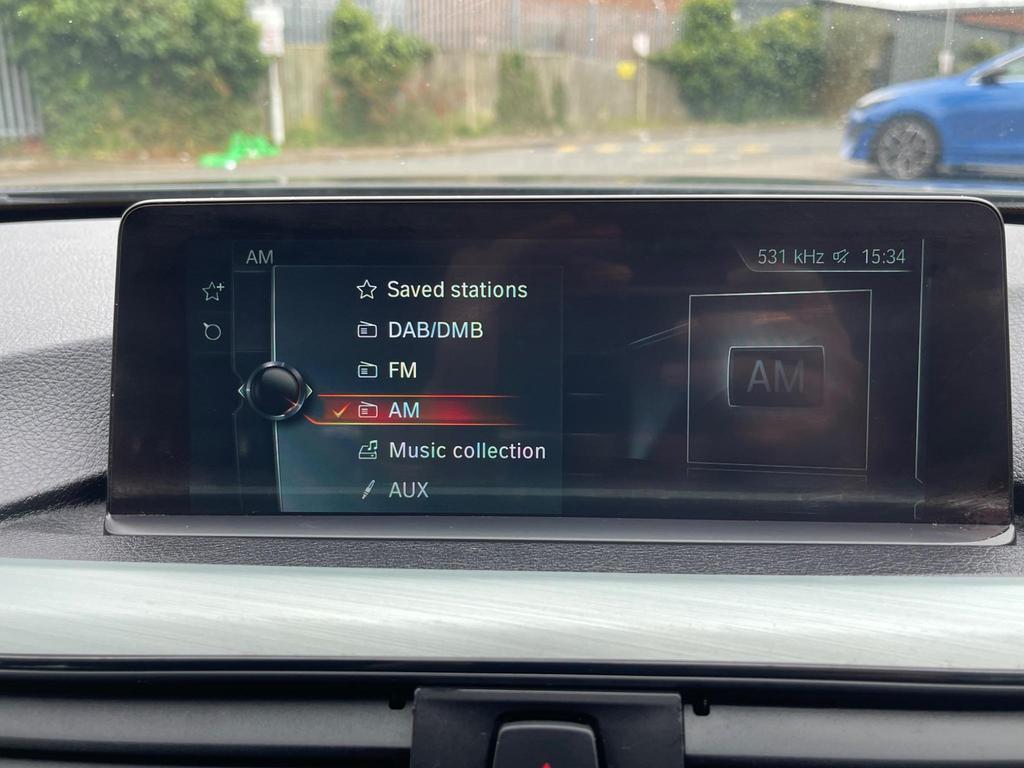 AM
531 kHz 15:34
Saved stations
DAB/DMB
FM
AM
Music collection
AUX
AM